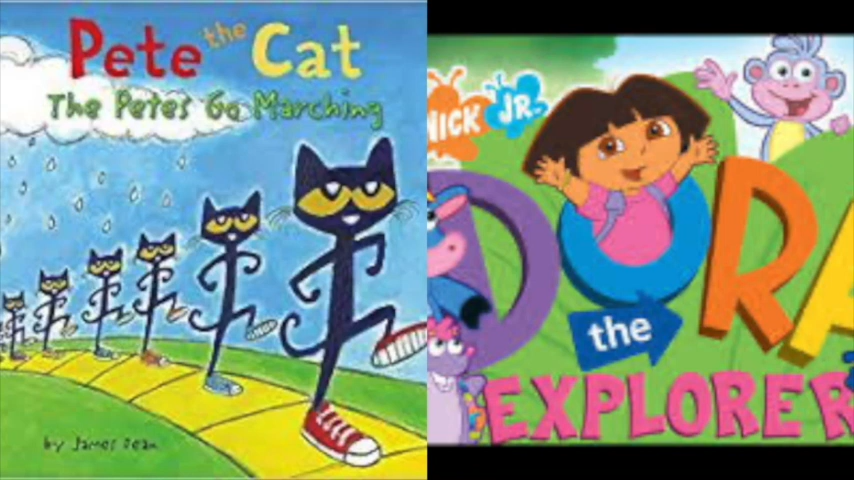 Pete the Cat
The Petes Go Marching
by James Dean
NICK JR.
DORA
the
EXPLORER